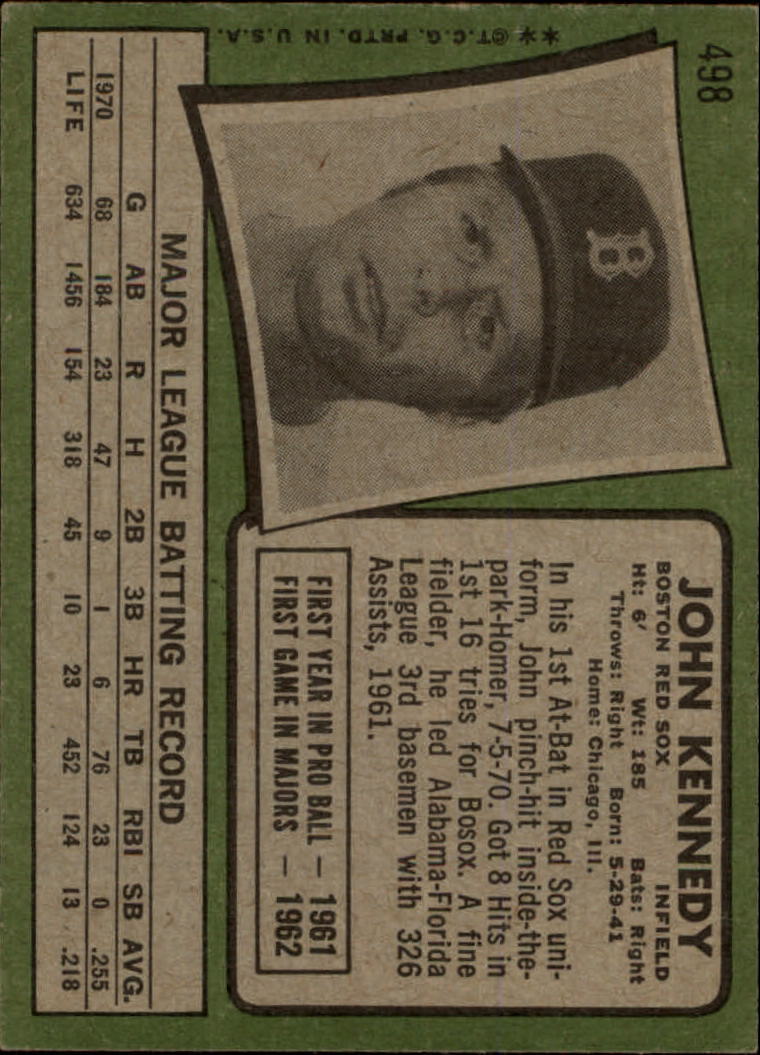 498
B
JOHN KENNEDY
BOSTON RED SOX INFIELD
Ht: 6' Wt: 185 Bats: Right
Throws: Right Born: 5-29-41
Home: Chicago, Ill.
In his 1st At-Bat in Red Sox uni-
form, John pinch-hit inside-the-
park-Homer, 7-5-70. Got 8 Hits in
1st 16 tries for Bosox. A fine
fielder, he led Alabama-Florida
League 3rd basemen with 326
Assists, 1961.
FIRST YEAR IN PRO BALL — 1961
FIRST GAME IN MAJORS — 1962
MAJOR LEAGUE BATTING RECORD
G AB R H 2B 3B HR TB RBI SB AVG.
1970 68 184 23 47 9 1 6 76 23 0 .255
LIFE 634 1456 154 318 45 10 23 452 124 13 .218
**©T.C.G. PRTD. IN U.S.A.